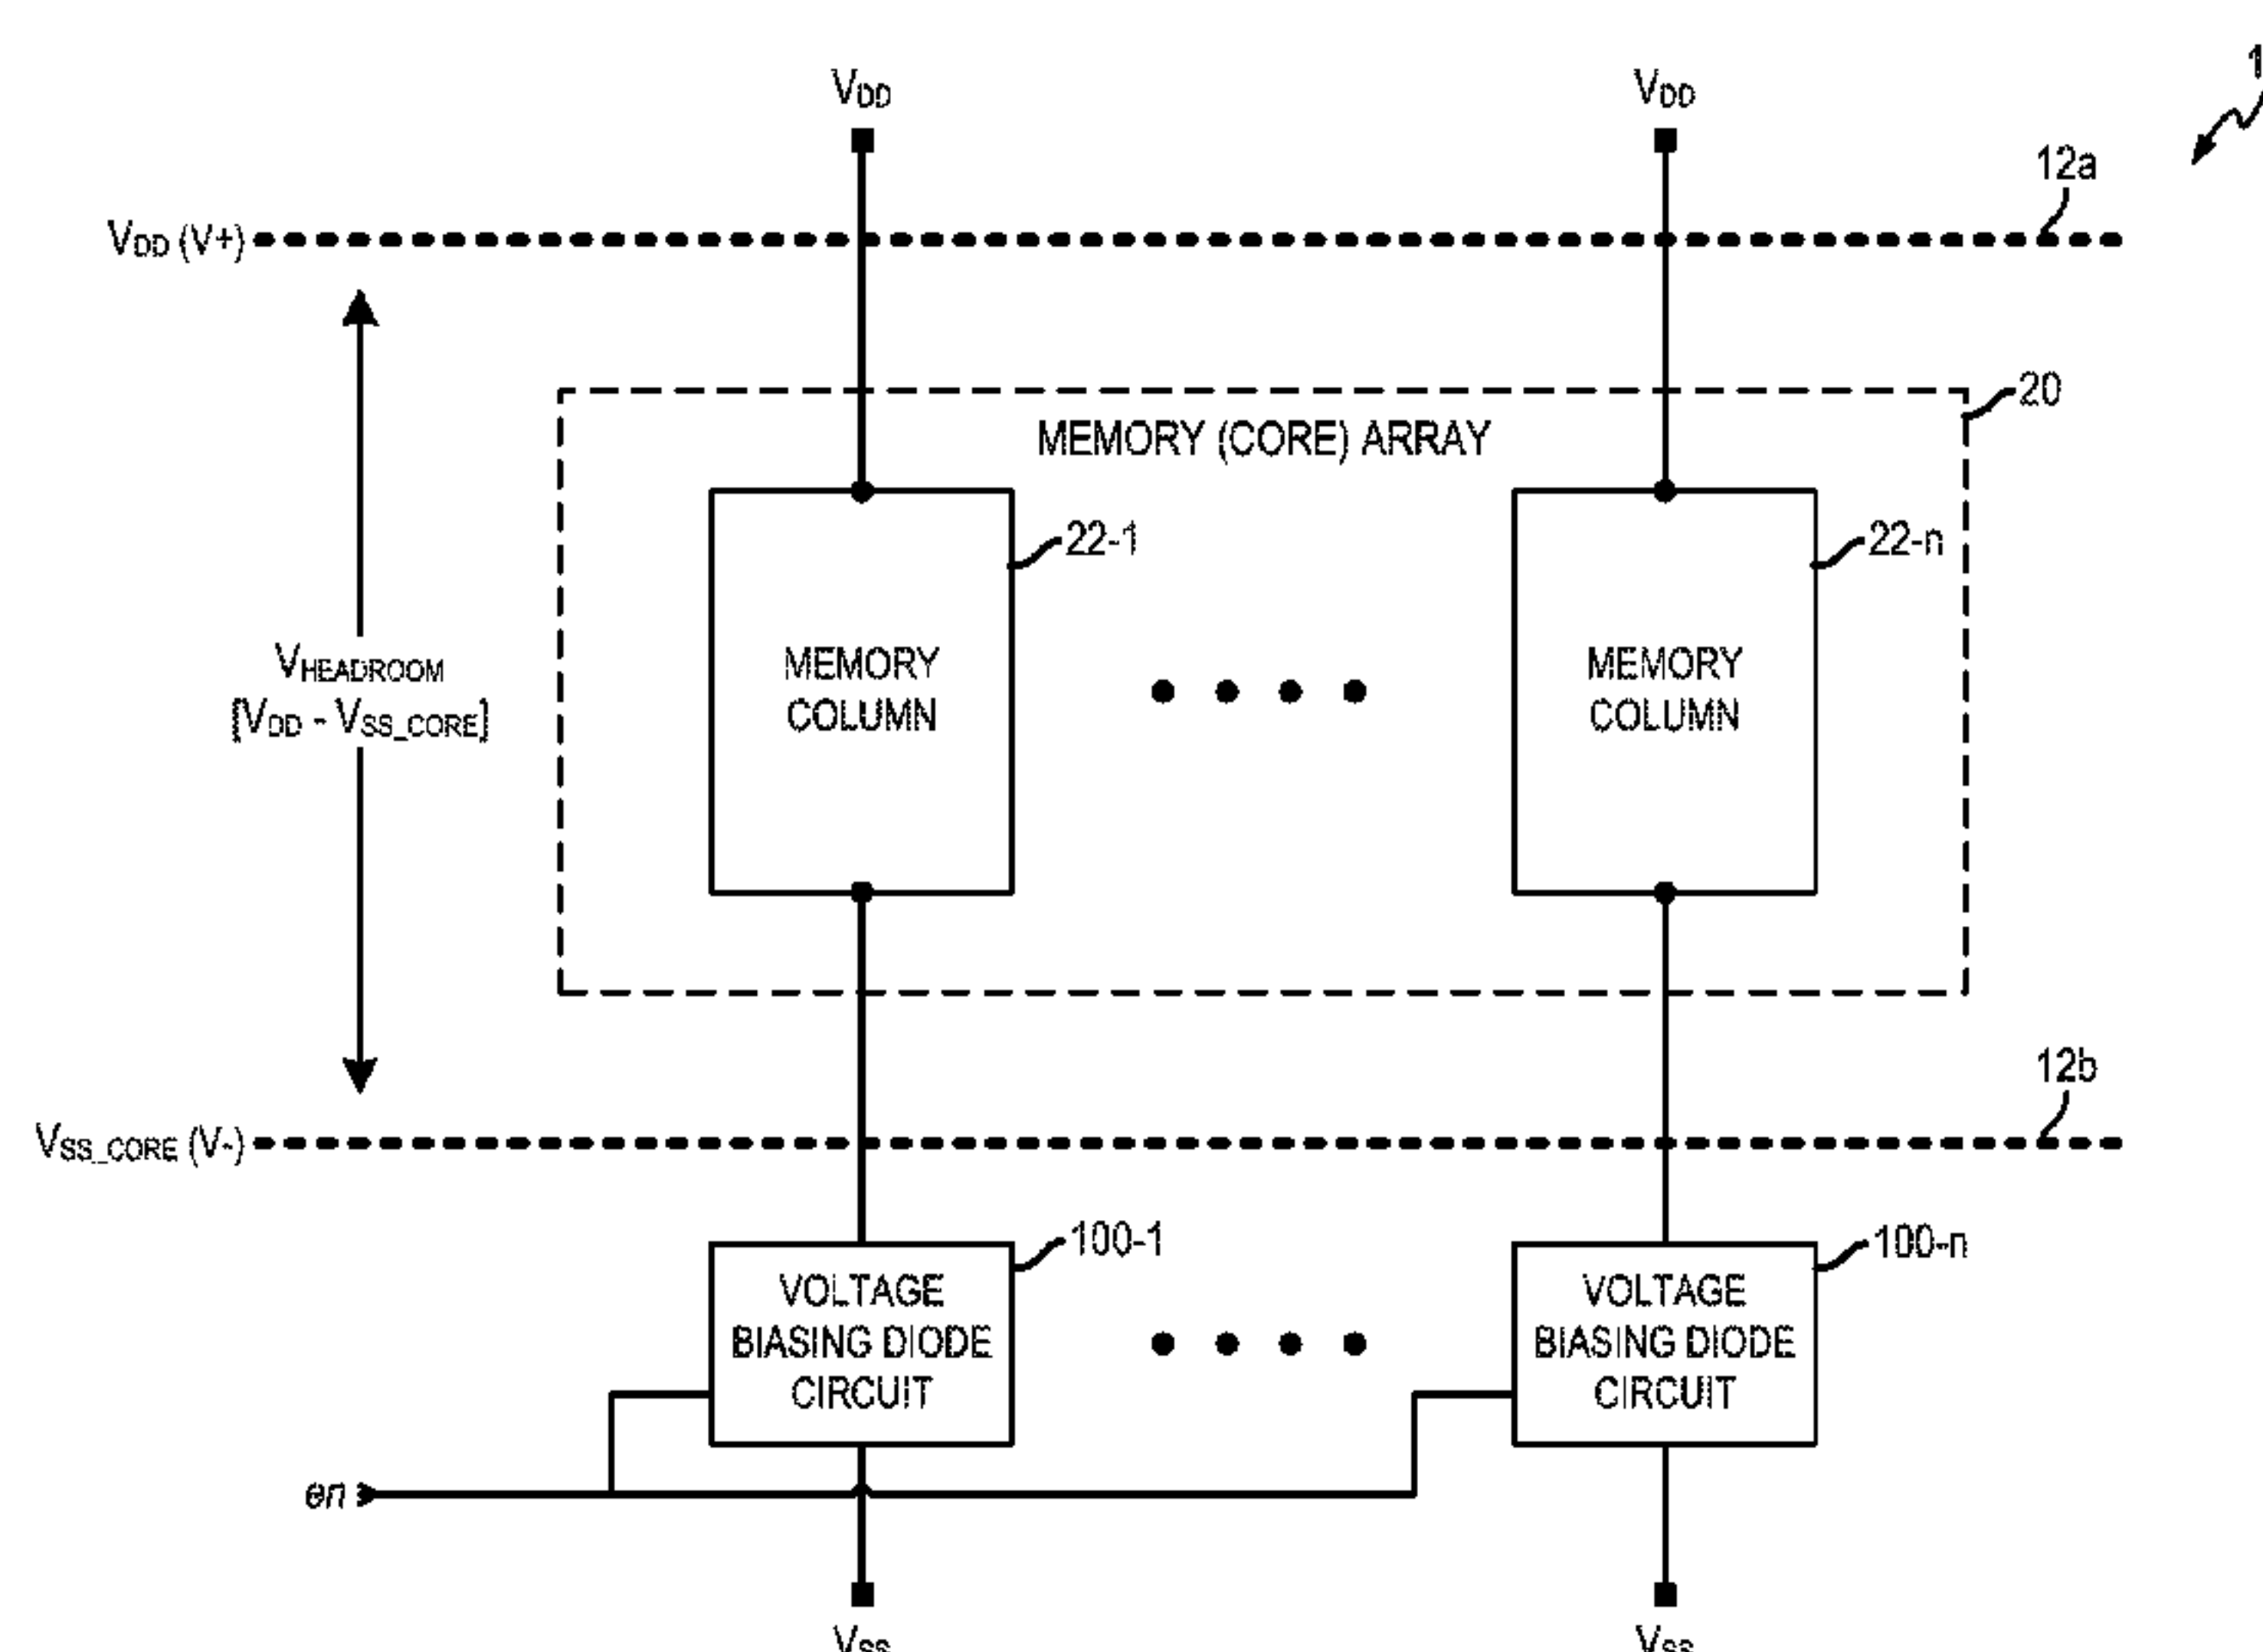 VDD VDD
1
12a
VDD (V+)
20
MEMORY (CORE) ARRAY
22-1 22-n
VHEADROOM
[VDD - VSS_CORE]
MEMORY
COLUMN
MEMORY
COLUMN
12b
VSS_CORE (V-)
100-1 100-n
VOLTAGE
BIASING DIODE
CIRCUIT
VOLTAGE
BIASING DIODE
CIRCUIT
en
VSS VSS